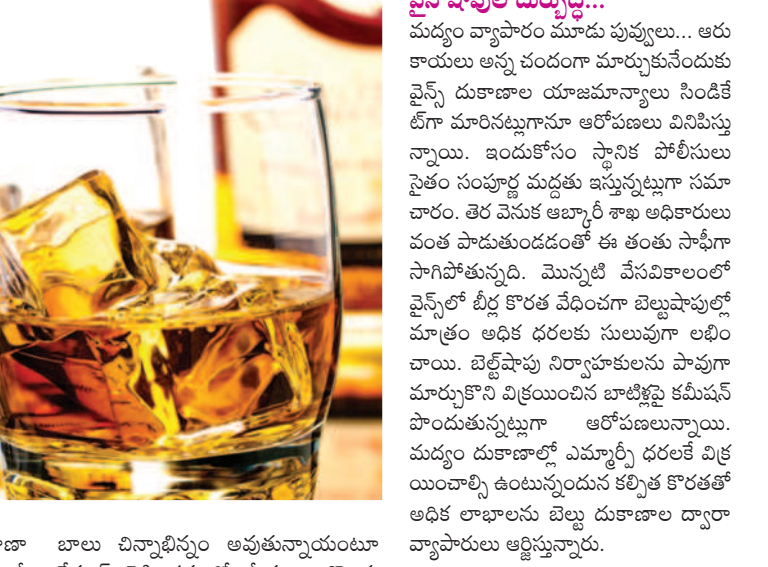 వైన్ షాపుల దుర్బుద్ధి...
మద్యం వ్యాపారం మూడు పువ్వులు... ఆరు
కాయలు అన్న చందంగా మార్చుకునేందుకు
వైన్స్ దుకాణాల యాజమాన్యాలు సిండికే
ట్‌గా మారినట్లుగానూ ఆరోపణలు వినిపిస్తు
న్నాయి. ఇందుకోసం స్థానిక పోలీసులు
సైతం సంపూర్ణ మద్దతు ఇస్తున్నట్లుగా సమా
చారం. తెర వెనుక ఆబ్కారీ శాఖ అధికారులు
వంత పాడుతుండడంతో ఈ తంతు సాఫీగా
సాగిపోతున్నది. మొన్నటి వేసవికాలంలో
వైన్స్‌లో బీర్ల కొరత వేధించగా బెల్టుషాపుల్లో
మాత్రం అధిక ధరలకు సులువుగా లభిం
చాయి. బెల్ట్‌షాపు నిర్వాహకులను పావుగా
మార్చుకొని విక్రయించిన బాటిళ్లపై కమీషన్
పొందుతున్నట్లుగా ఆరోపణలున్నాయి.
మద్యం దుకాణాల్లో ఎమ్మార్పీ ధరలకే విక్ర
యించాల్సి ఉంటున్నందున కల్పిత కొరతతో
అధిక లాభాలను బెల్టు దుకాణాల ద్వారా
వ్యాపారులు ఆర్జిస్తున్నారు.
ణా బాలు చిన్నాభిన్నం అవుతున్నాయంటూ